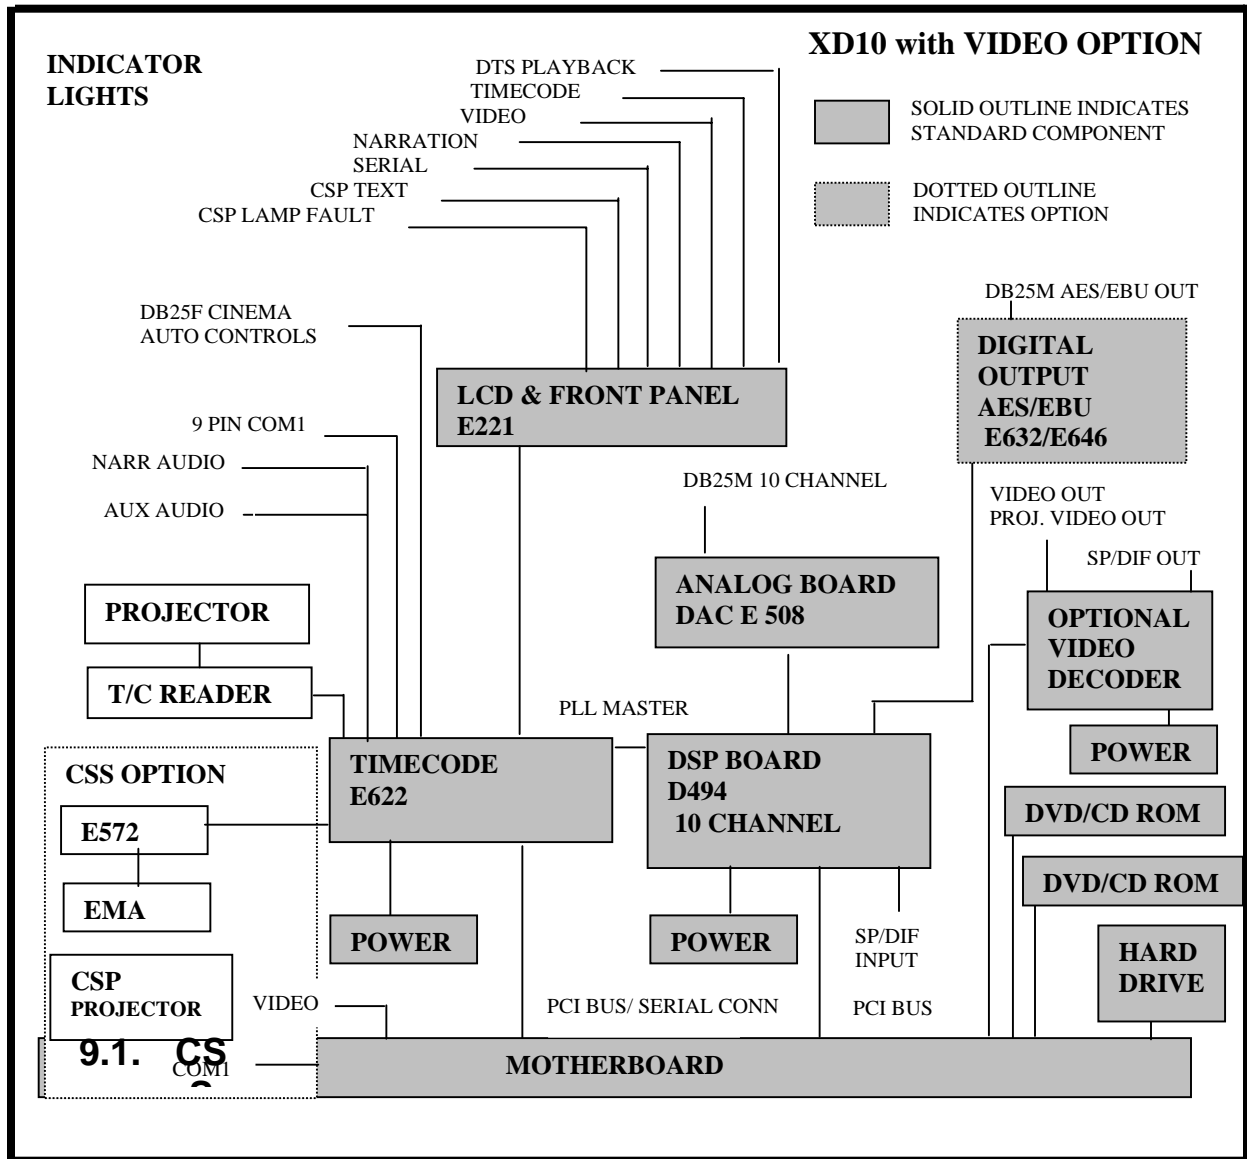 XD10 with VIDEO OPTION
INDICATOR
LIGHTS
DTS PLAYBACK
TIMECODE
VIDEO
NARRATION
SERIAL
CSP TEXT
CSP LAMP FAULT
SOLID OUTLINE INDICATES
STANDARD COMPONENT
DOTTED OUTLINE
INDICATES OPTION
DB25F CINEMA
AUTO CONTROLS
DB25M AES/EBU OUT
DIGITAL
OUTPUT
AES/EBU
E632/E646
LCD & FRONT PANEL
E221
9 PIN COM1
NARR AUDIO
AUX AUDIO
DB25M 10 CHANNEL
VIDEO OUT
PROJ. VIDEO OUT
SP/DIF OUT
ANALOG BOARD
DAC E 508
OPTIONAL
VIDEO
DECODER
PROJECTOR
T/C READER
PLL MASTER
POWER
TIMECODE
E622
DSP BOARD
D494
10 CHANNEL
CSS OPTION
E572
EMA
DVD/CD ROM
DVD/CD ROM
POWER
POWER
SP/DIF
INPUT
HARD
DRIVE
CSP
PROJECTOR
VIDEO
PCI BUS/ SERIAL CONN
PCI BUS
9.1. CS
COM1
MOTHERBOARD